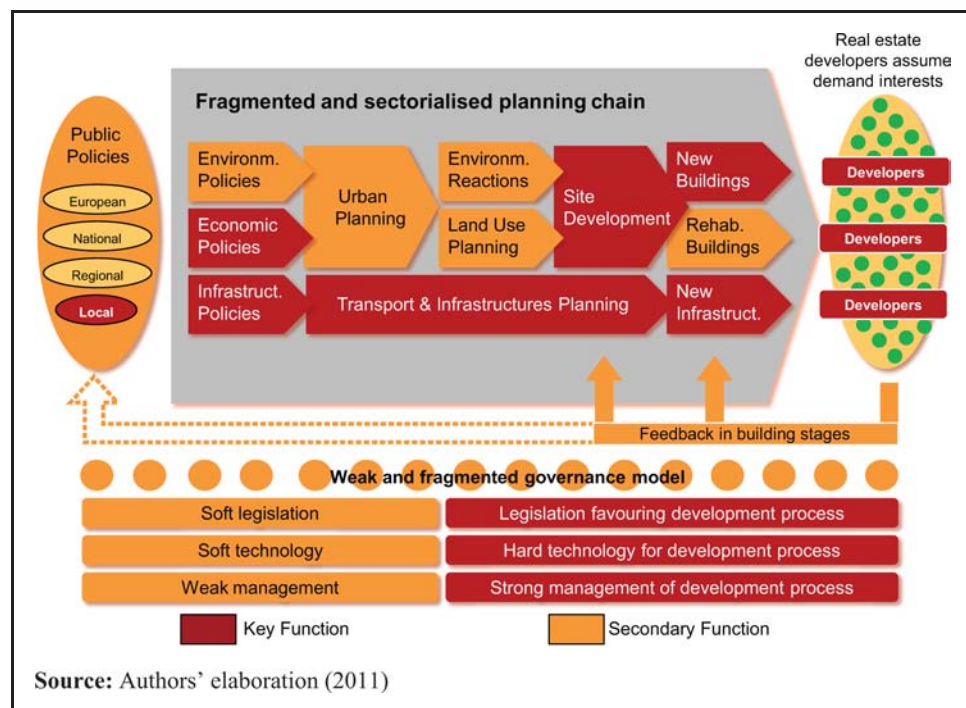 Real estate
developers assume
demand interests
Fragmented and sectorialised planning chain
Public
Policies
European
National
Regional
Local
Environm.
Policies
Economic
Policies
Infrastruct.
Policies
Urban
Planning
Environm.
Reactions
Land Use
Planning
Site
Development
Transport & Infrastructures Planning
New
Buildings
Rehab.
Buildings
New
Infrastruct.
Developers
Developers
Developers
Feedback in building stages
Weak and fragmented governance model
Soft legislation
Legislation favouring development process
Soft technology
Hard technology for development process
Weak management
Strong management of development process
Key Function
Secondary Function
Source: Authors' elaboration (2011)